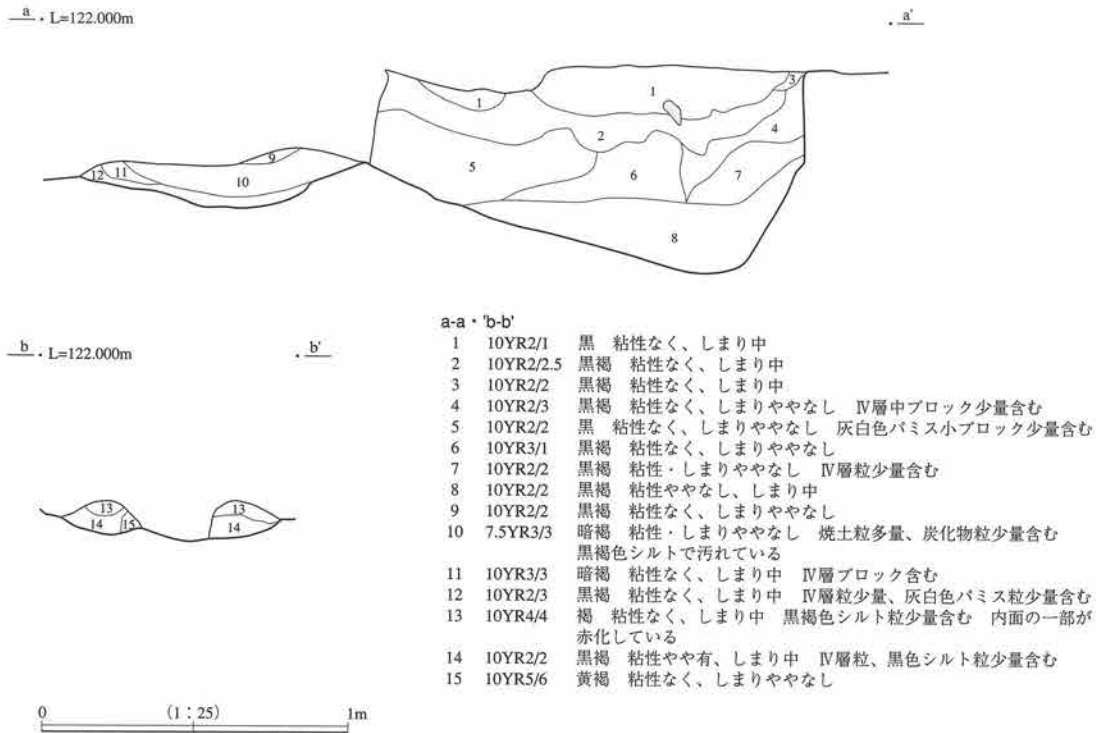 a ・ L=122.000m
・ a'
1
1
3
2
4
5
6
7
8
9
10
11
12
b ・ L=122.000m
・ b'
13
14
15
13
14
a-a・'b-b'
1 10YR2/1 黒 粘性なく、しまり中
2 10YR2/2.5 黒褐 粘性なく、しまり中
3 10YR2/2 黒褐 粘性なく、しまり中
4 10YR2/3 黒褐 粘性なく、しまりややなし Ⅳ層中ブロック少量含む
5 10YR2/2 黒 粘性なく、しまりややなし 灰白色パミス小ブロック少量含む
6 10YR3/1 黒褐 粘性なく、しまりややなし
7 10YR2/2 黒褐 粘性・しまりややなし Ⅳ層粒少量含む
8 10YR2/2 黒褐 粘性ややなし、しまり中
9 10YR2/2 黒褐 粘性なく、しまりややなし
10 7.5YR3/3 暗褐 粘性・しまりややなし 焼土粒多量、炭化物粒少量含む
黒褐色シルトで汚れている
11 10YR3/3 暗褐 粘性なく、しまり中 Ⅳ層ブロック含む
12 10YR2/3 黒褐 粘性なく、しまり中 Ⅳ層粒少量、灰白色パミス粒少量含む
13 10YR4/4 褐 粘性なく、しまり中 黒褐色シルト粒少量含む 内面の一部が
赤化している
14 10YR2/2 黒褐 粘性やや有、しまり中 Ⅳ層粒、黒色シルト粒少量含む
15 10YR5/6 黄褐 粘性なく、しまりややなし
0 (1：25) 1m